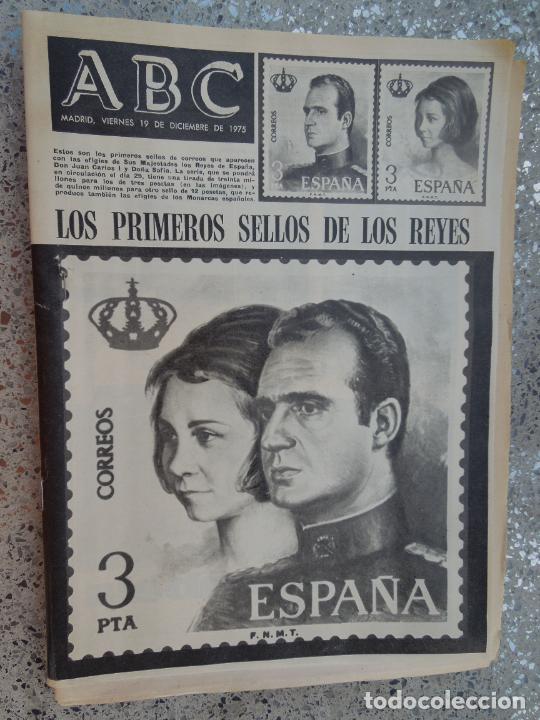 ABC
MADRID, VIERNES 19 DE DICIEMBRE DE 1975
Estos son los primeros sellos de correos que aparecen
con las efigies de Sus Majestades los Reyes de España,
Don Juan Carlos I y Doña Sofía. La serie, que se pondrá
en circulación el día 29, tiene una tirada de treinta mi-
llones para los de tres pesetas (en las imágenes), y
de quince millones para otro sello de 12 pesetas, que re-
produce también las efigies de los Monarcas españoles
CORREOS
3
PTA
ESPAÑA
F.N.M.T.
CORREOS
3
PTA
ESPAÑA
F.N.M.T.
LOS PRIMEROS SELLOS DE LOS REYES
CORREOS
3
PTA
ESPAÑA
F.N.M.T.
todocoleccion
todocoleccion.net